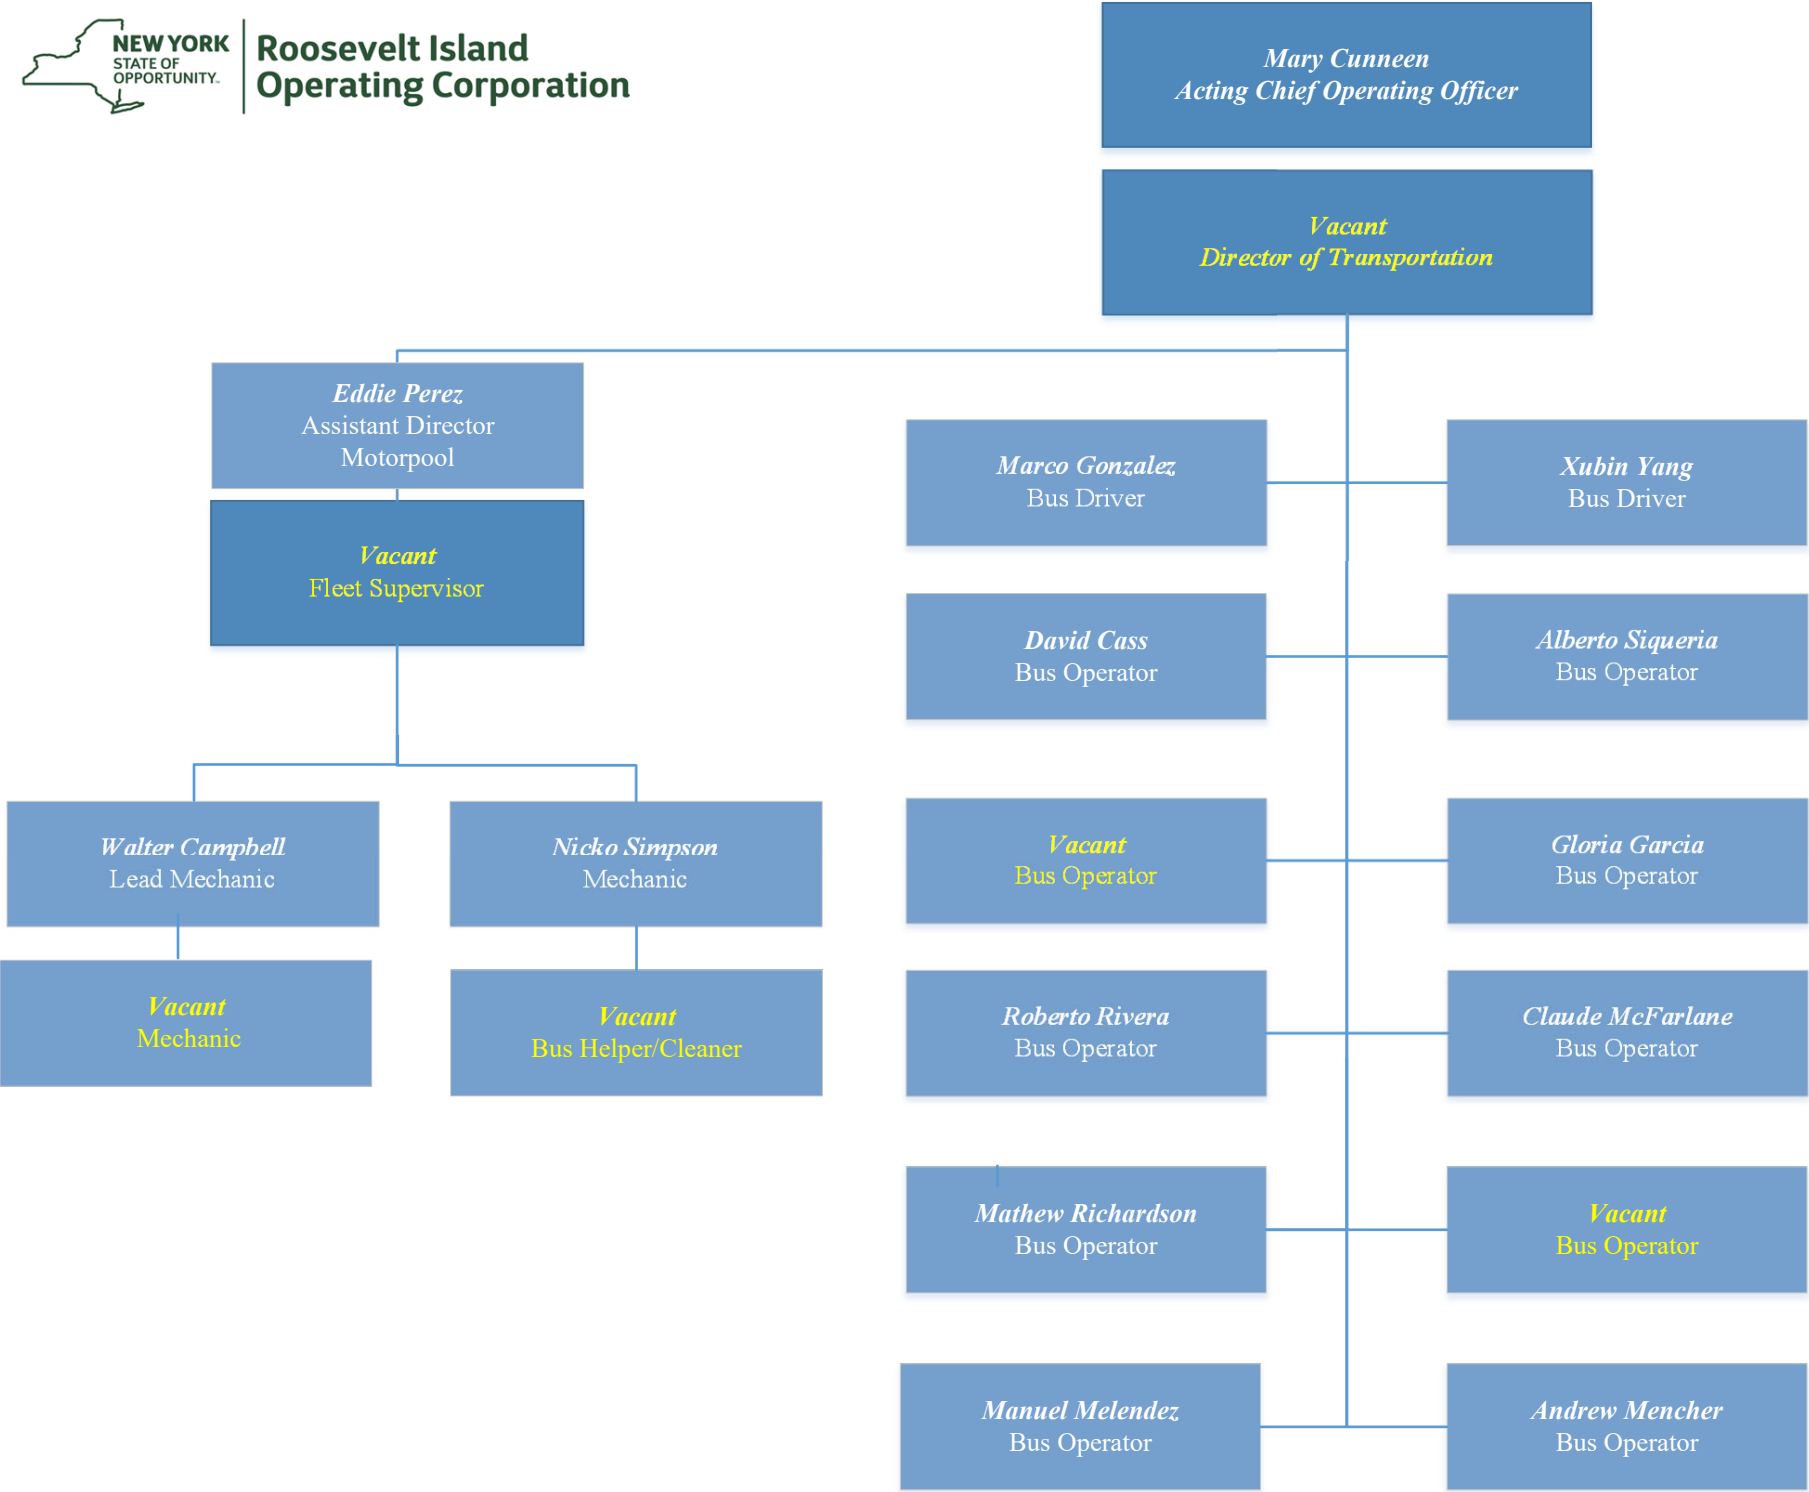 NEW YORK
STATE OF
OPPORTUNITY™
Roosevelt Island
Operating Corporation
Mary Cunneen
Acting Chief Operating Officer
Vacant
Director of Transportation
Eddie Perez
Assistant Director
Motorpool
Vacant
Fleet Supervisor
Walter Campbell
Lead Mechanic
Nicko Simpson
Mechanic
Vacant
Mechanic
Vacant
Bus Helper/Cleaner
Marco Gonzalez
Bus Driver
Xubin Yang
Bus Driver
David Cass
Bus Operator
Alberto Siqueria
Bus Operator
Vacant
Bus Operator
Gloria Garcia
Bus Operator
Roberto Rivera
Bus Operator
Claude McFarlane
Bus Operator
Mathew Richardson
Bus Operator
Vacant
Bus Operator
Manuel Melendez
Bus Operator
Andrew Mencher
Bus Operator